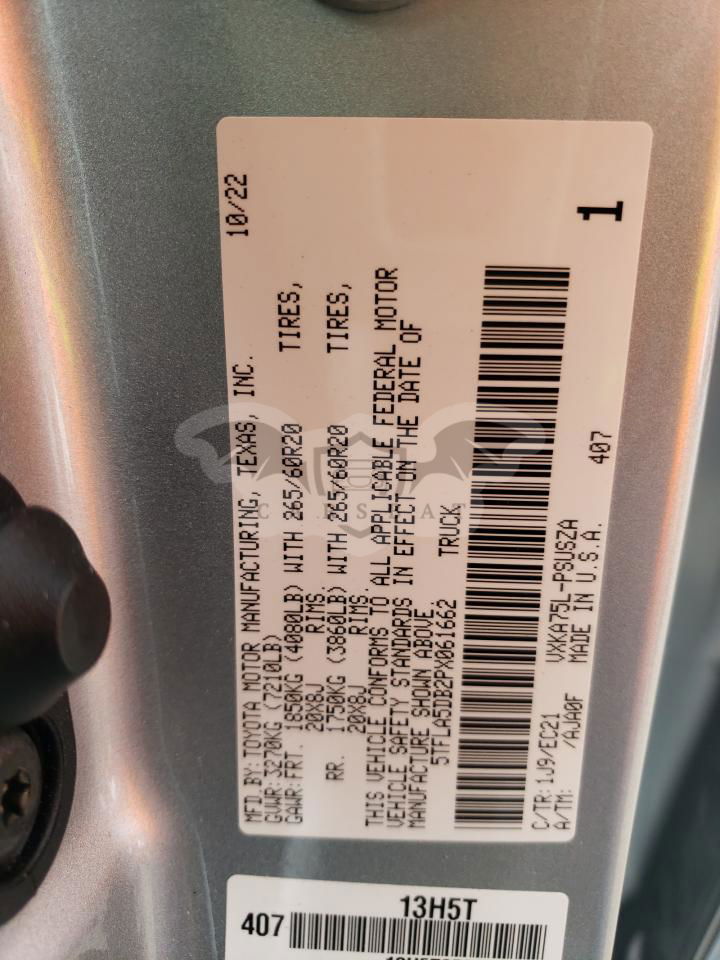 MFD. BY: TOYOTA MOTOR MANUFACTURING, TEXAS, INC. 10/22
GVWR: 3270KG (7210LB)
GAWR: FRT. 1850KG (4080LB) WITH 265/60R20 TIRES,
20X8J RIMS.
RR. 1750KG (3860LB) WITH 265/60R20 TIRES,
20X8J RIMS.
THIS VEHICLE CONFORMS TO ALL APPLICABLE FEDERAL MOTOR
VEHICLE SAFETY STANDARDS IN EFFECT ON THE DATE OF
MANUFACTURE SHOWN ABOVE.
5TFLA5DB2PX061662 TRUCK
C/TR: 1J9/EC21 VXKA75L-PSUSZA 407
A/TM: /AJA0F MADE IN U.S.A. 1
13H5T
407